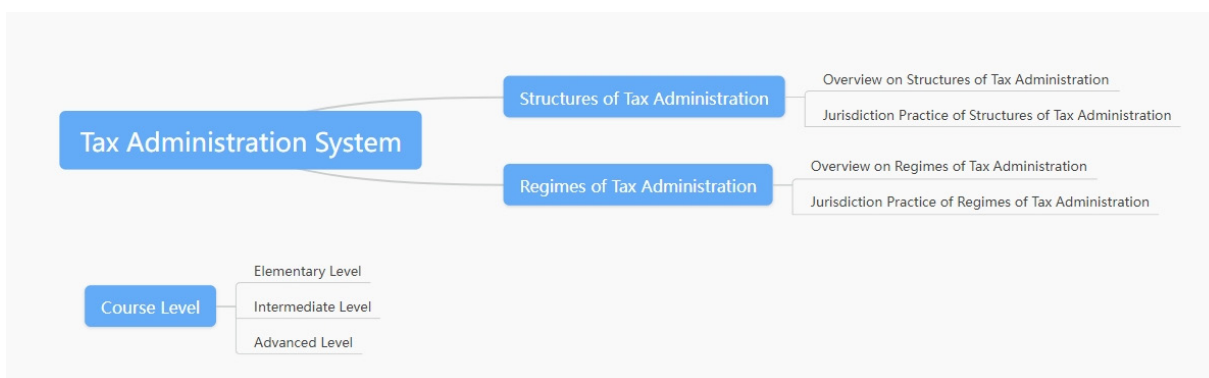 Tax Administration System
Structures of Tax Administration
Overview on Structures of Tax Administration
Jurisdiction Practice of Structures of Tax Administration
Regimes of Tax Administration
Overview on Regimes of Tax Administration
Jurisdiction Practice of Regimes of Tax Administration
Course Level
Elementary Level
Intermediate Level
Advanced Level